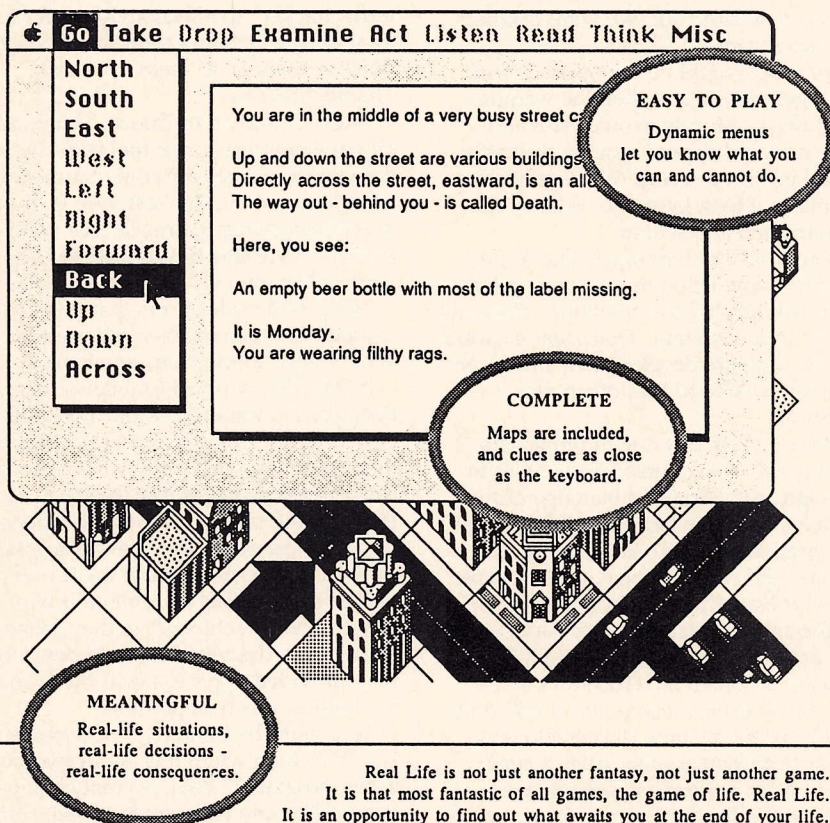 Go Take Drop Examine Act Listen Read Think Misc
North
South
East
West
Left
Right
Forward
Back
Up
Down
Across
You are in the middle of a very busy street
Up and down the street are various buildings
Directly across the street, eastward, is an
The way out - behind you - is called Death.
Here, you see:
An empty beer bottle with most of the label missing.
It is Monday.
You are wearing filthy rags.
EASY TO PLAY
Dynamic menus
let you know what you
can and cannot do.
COMPLETE
Maps are included,
and clues are as close
as the keyboard.
MEANINGFUL
Real-life situations,
real-life decisions -
real-life consequences.
Real Life is not just another fantasy, not just another game.
It is that most fantastic of all games, the game of life. Real Life.
It is an opportunity to find out what awaits you at the end of your life.